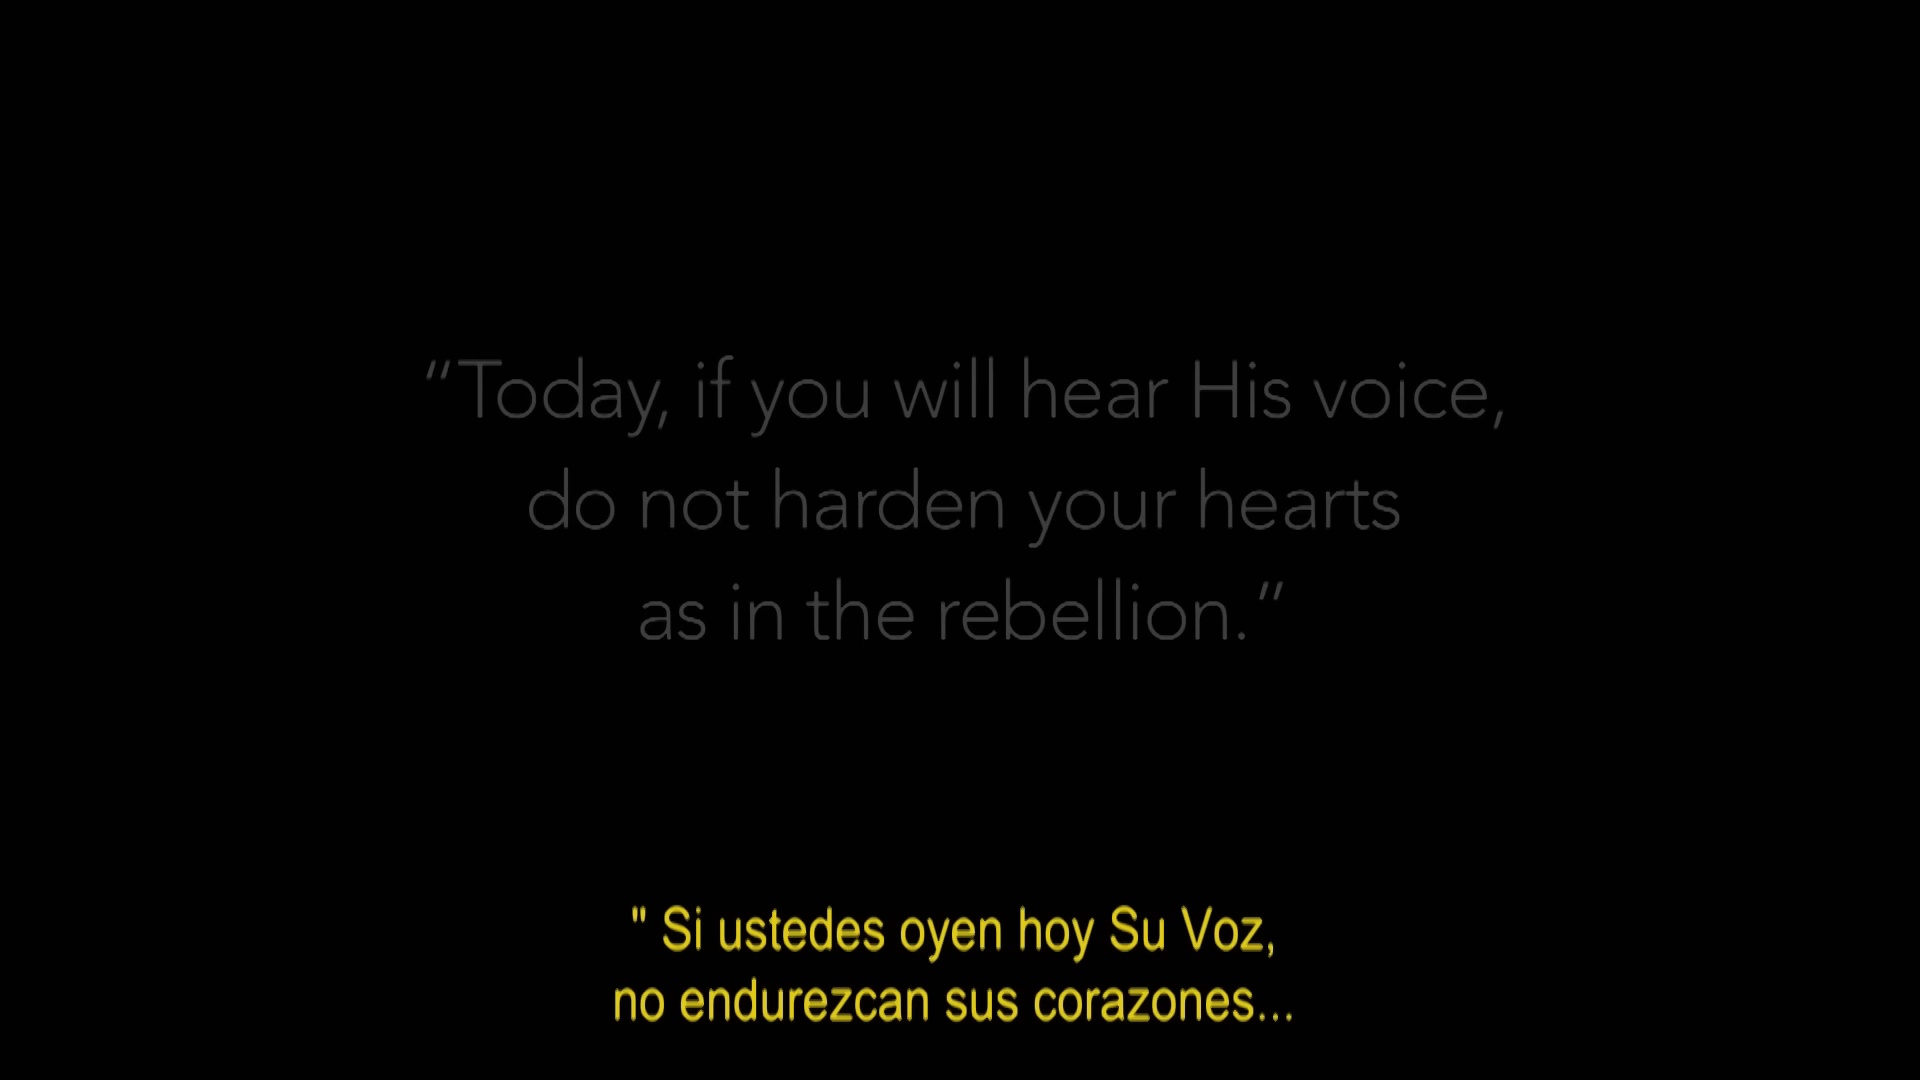 “Today, if you will hear His voice,
do not harden your hearts
as in the rebellion.”
" Si ustedes oyen hoy Su Voz,
no endurezcan sus corazones...